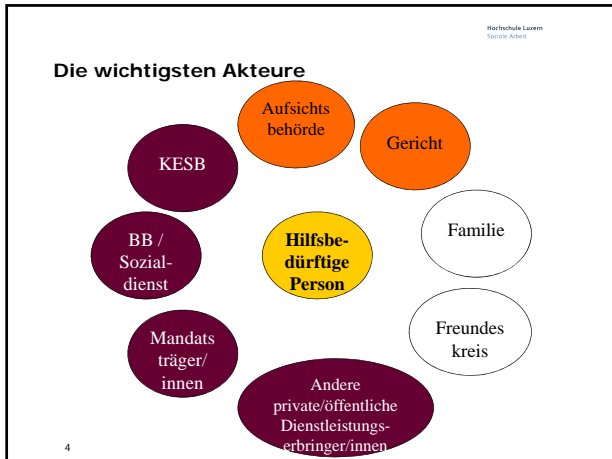 Hochschule Luzern
Soziale Arbeit
Die wichtigsten Akteure
Aufsichts
behörde
Gericht
KESB
Familie
BB /
Sozial-
dienst
Hilfsbe-
dürftige
Person
Freundes
kreis
Mandats
träger/
innen
Andere
private/öffentliche
Dienstleistungs-
erbringer/innen
4